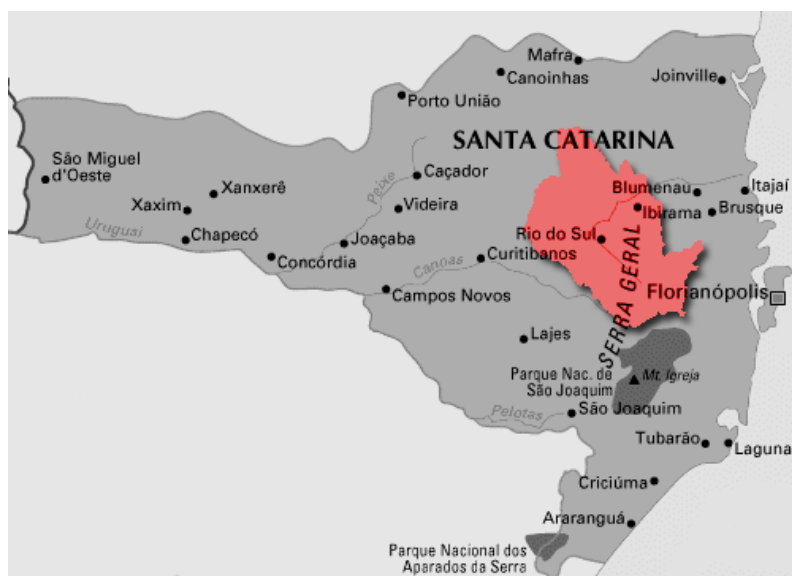 Mafra
Canoinhas
Joinville
Porto União
SANTA CATARINA
São Miguel
d'Oeste
Caçador
Xanxerê
Peixe
Blumenau
Itajaí
Xaxim
Videira
Ibirama
Brusque
Uruguai
Chapecó
Joaçaba
Rio do Sul
Concórdia
Canoas
Curitibanos
SERRA GERAL
Campos Novos
Florianópolis
Lajes
Parque Nac. de
São Joaquim
Mt. Igreja
Pelotas
São Joaquim
Tubarão
Laguna
Criciúma
Araranguá
Parque Nacional dos
Aparados da Serra